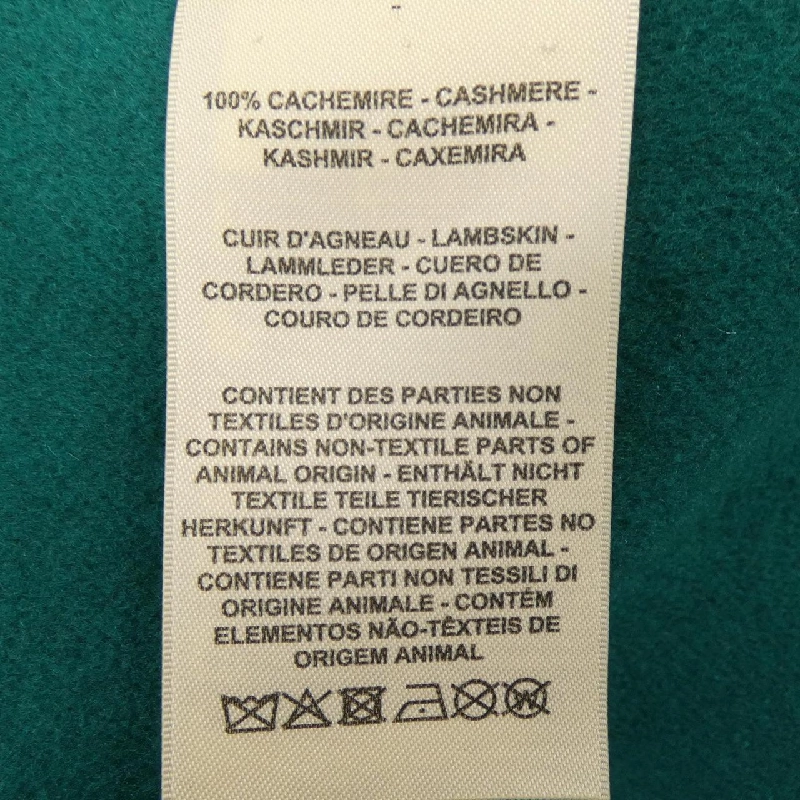 100% CACHEMIRE - CASHMERE -
KASCHMIR - CACHEMIRA -
KASHMIR - CAXEMIRA
CUIR D'AGNEAU - LAMBSKIN -
LAMMLEDER - CUERO DE
CORDERO - PELLE DI AGNELLO -
COURO DE CORDEIRO
CONTIENT DES PARTIES NON
TEXTILES D'ORIGINE ANIMALE -
CONTAINS NON-TEXTILE PARTS OF
ANIMAL ORIGIN - ENTHÄLT NICHT
TEXTILE TEILE TIERISCHER
HERKUNFT - CONTIENE PARTES NO
TEXTILES DE ORIGEN ANIMAL -
CONTIENE PARTI NON TESSILI DI
ORIGINE ANIMALE - CONTÉM
ELEMENTOS NÃO-TÊXTEIS DE
ORIGEM ANIMAL